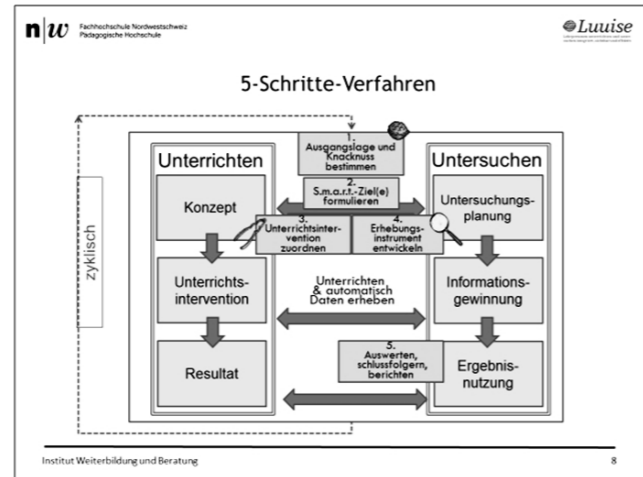 n|w Fachhochschule Nordwestschweiz
Pädagogische Hochschule
Luuise
5-Schritte-Verfahren
zyklisch
1.
Ausgangslage und
Knacknuss
bestimmen
Unterrichten
Untersuchen
2.
S.m.a.r.t.-Ziel(e)
formulieren
Konzept
Untersuchungs-
planung
3.
Unterrichtsinter-
vention
zuordnen
4.
Erhebungs-
instrument
entwickeln
Unterrichts-
intervention
Unterrichten
& automatisch
Daten erheben
Informations-
gewinnung
5.
Auswerten,
schlussfolgern,
berichten
Resultat
Ergebnis-
nutzung
Institut Weiterbildung und Beratung
8